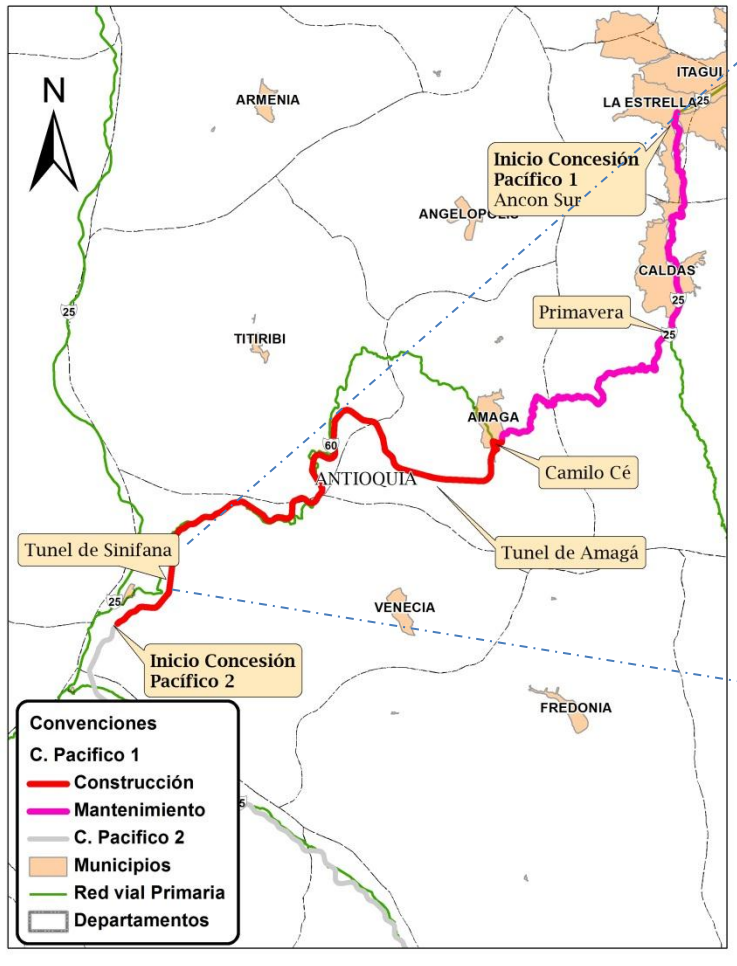 ITAGUI
N
ARMENIA
LA ESTRELLA
25
Inicio Concesión
Pacífico 1
Ancon Sur
ANGELOPOLIS
CALDAS
25
25
Primavera
25
TITIRIBI
AMAGA
60
Camilo Cé
ANTIOQUIA
Tunel de Sinifana
Tunel de Amagá
25
VENECIA
Inicio Concesión
Pacífico 2
FREDONIA
Convenciones
C. Pacifico 1
Construcción
Mantenimiento
C. Pacifico 2
5
Municipios
Red vial Primaria
Departamentos